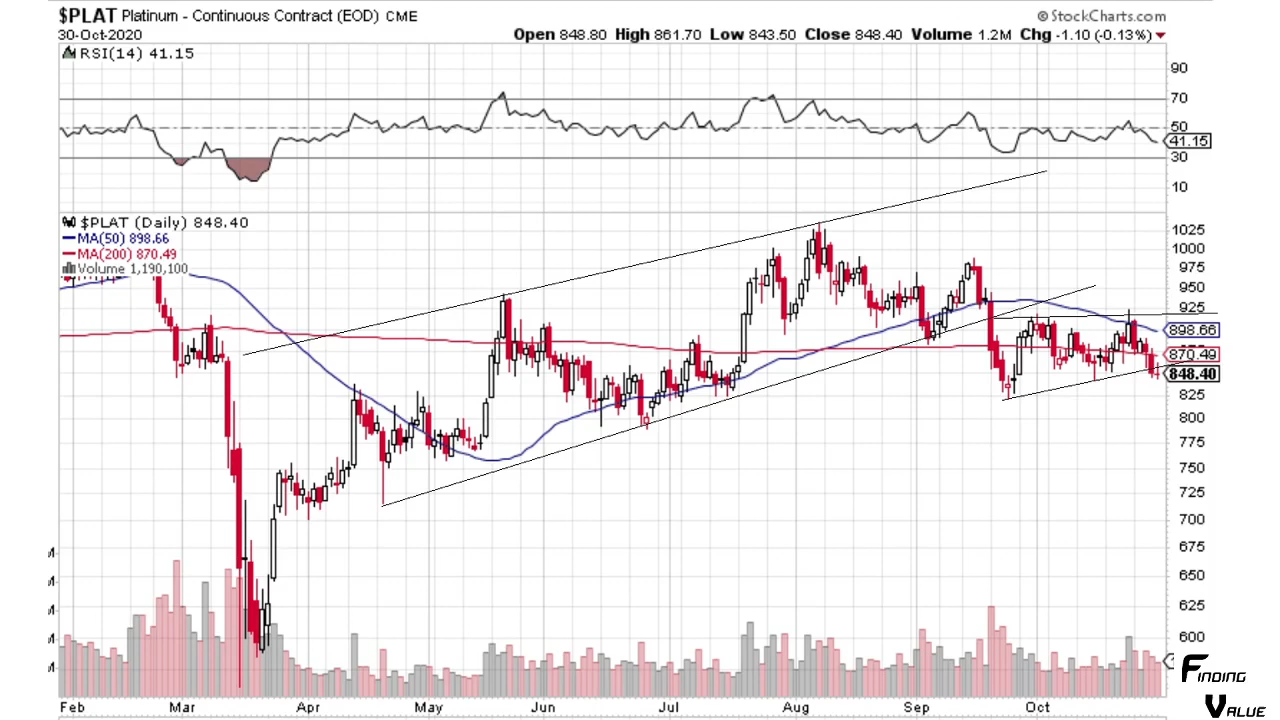 $PLAT Platinum - Continuous Contract (EOD) CME
© StockCharts.com
30-Oct-2020
Open 848.80 High 861.70 Low 843.50 Close 848.40 Volume 1.2M Chg -1.10 (-0.13%)
RSI(14) 41.15
90
70
50
41.15
30
10
$PLAT (Daily) 848.40
MA(50) 898.66
MA(200) 870.49
Volume 1,190,100
1025
1000
975
950
925
898.66
870.49
848.40
825
800
775
750
725
700
675
650
625
600
Feb Mar Apr May Jun Jul Aug Sep Oct
Finding
Value